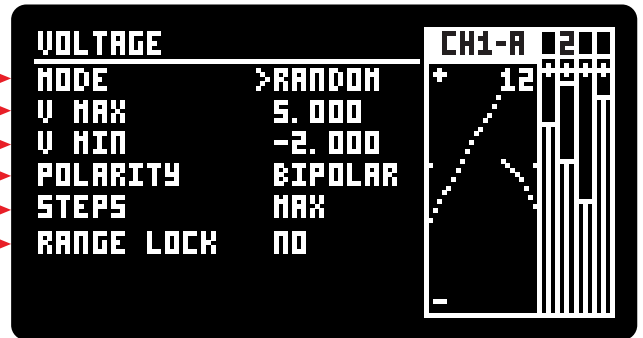 VOLTAGE
MODE >RANDOM
V MAX 5.000
V MIN -2.000
POLARITY BIPOLAR
STEPS MAX
RANGE LOCK NO
CH1-A 2
+ 12
-